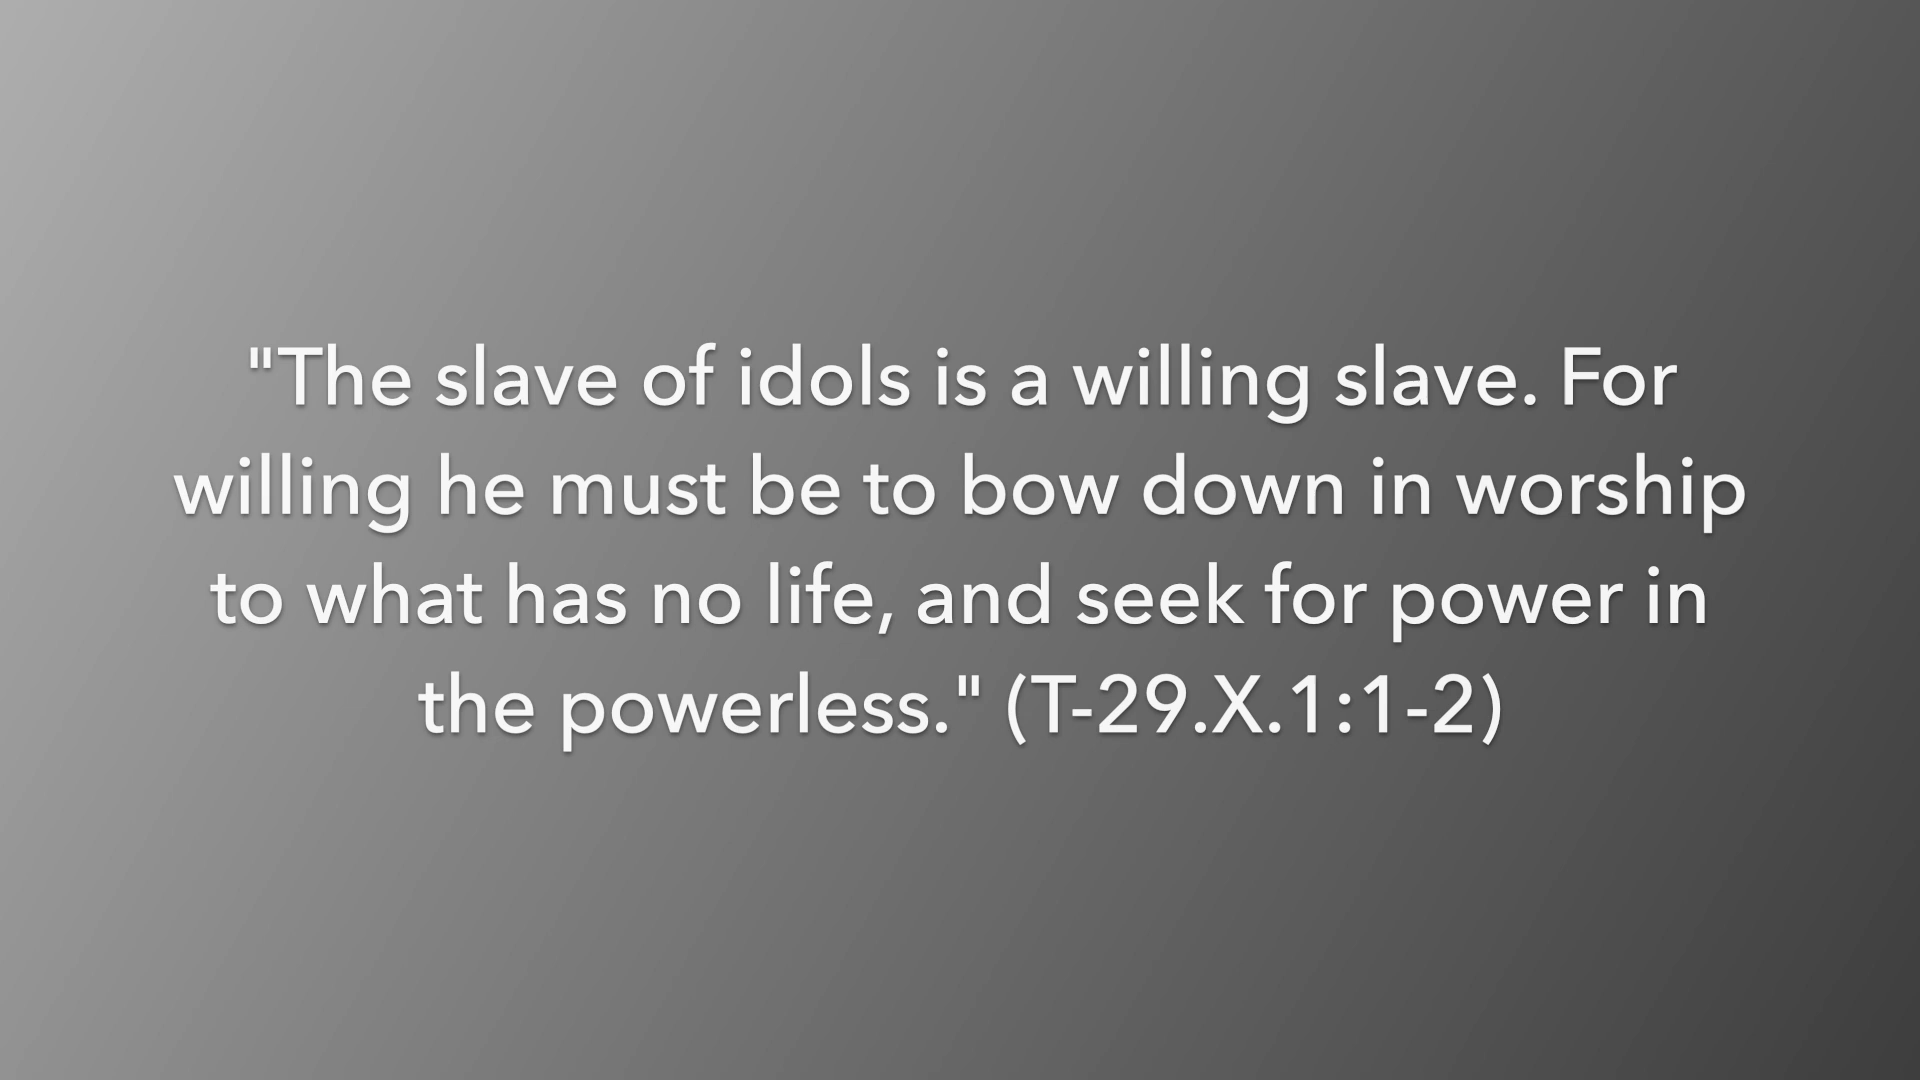 "The slave of idols is a willing slave. For
willing he must be to bow down in worship
to what has no life, and seek for power in
the powerless." (T-29.X.1:1-2)